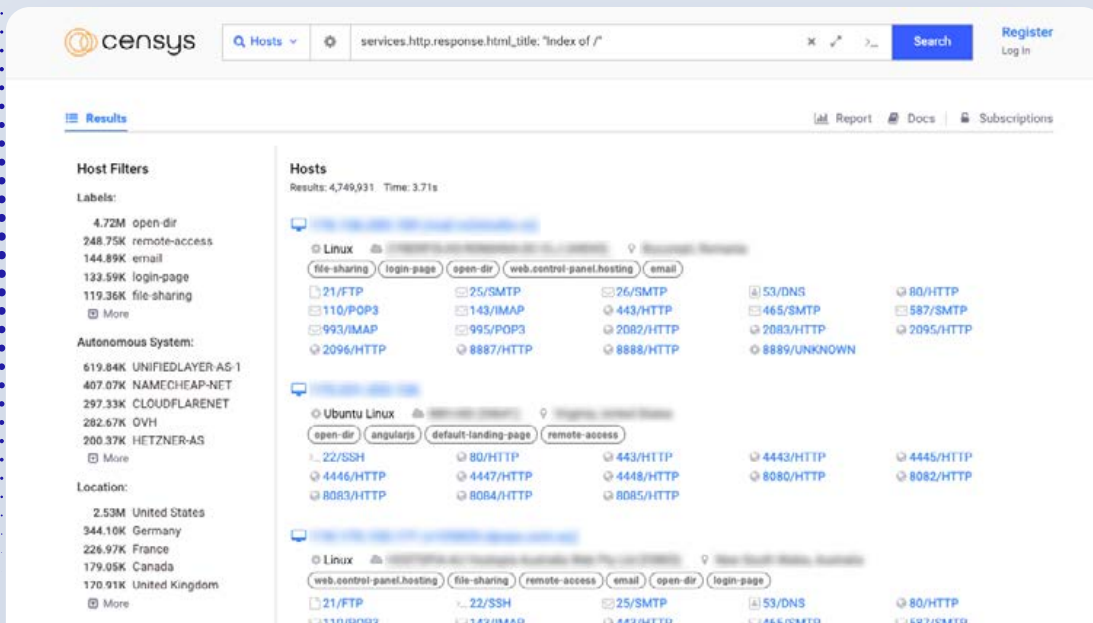 censys
Hosts
services.http.response.html_title: "Index of /"
Search
Register
Log In
Results
Report Docs Subscriptions
Host Filters
Labels:
4.72M open-dir
248.75K remote-access
144.89K email
133.59K login-page
119.36K file-sharing
More
Autonomous System:
619.84K UNIFIEDLAYER-AS-1
407.07K NAMECHEAP-NET
297.33K CLOUDFLARENET
282.67K OVH
200.37K HETZNER-AS
More
Location:
2.53M United States
344.10K Germany
226.97K France
179.05K Canada
170.91K United Kingdom
More
Hosts
Results: 4,749,931 Time: 3.71s
Linux
file-sharing login-page open-dir web.control-panel.hosting email
21/FTP 25/SMTP 26/SMTP 53/DNS 80/HTTP
110/POP3 143/IMAP 443/HTTP 465/SMTP 587/SMTP
993/IMAP 995/POP3 2082/HTTP 2083/HTTP 2095/HTTP
2096/HTTP 8887/HTTP 8888/HTTP 8889/UNKNOWN
Ubuntu Linux
open-dir angularjs default-landing-page remote-access
22/SSH 80/HTTP 443/HTTP 4443/HTTP 4445/HTTP
4446/HTTP 4447/HTTP 4448/HTTP 8080/HTTP 8082/HTTP
8083/HTTP 8084/HTTP 8085/HTTP
Linux
web.control-panel.hosting file-sharing remote-access email open-dir login-page
21/FTP 22/SSH 25/SMTP 53/DNS 80/HTTP
110/POP3 143/IMAP 443/HTTP 465/SMTP 587/SMTP